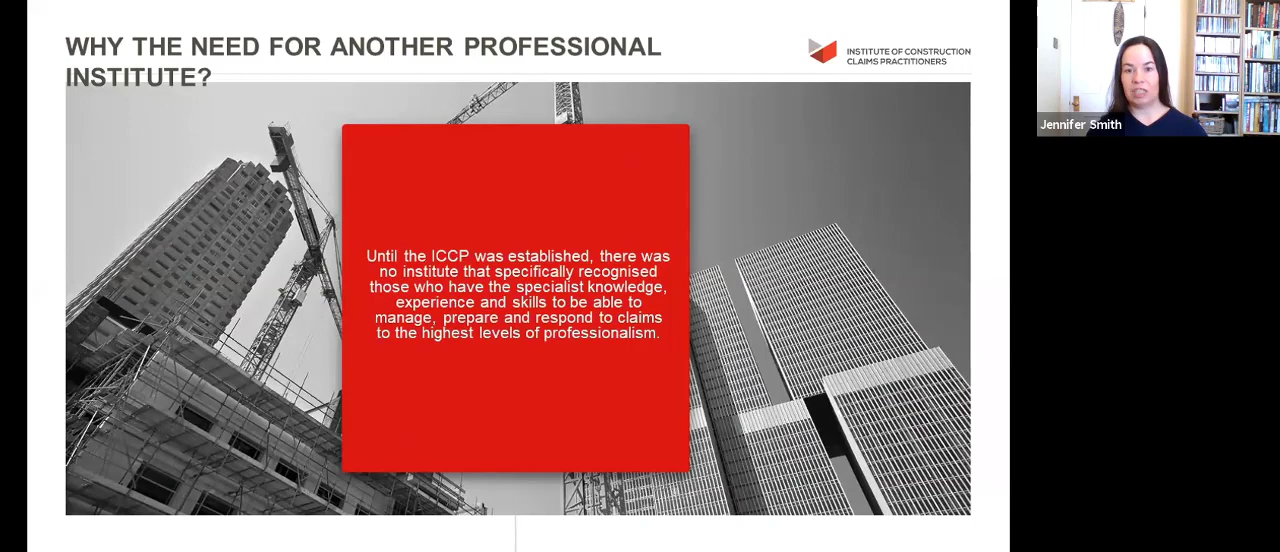 WHY THE NEED FOR ANOTHER PROFESSIONAL
INSTITUTE?
INSTITUTE OF CONSTRUCTION
CLAIMS PRACTITIONERS
Until the ICCP was established, there was
no institute that specifically recognised
those who have the specialist knowledge,
experience and skills to be able to
manage, prepare and respond to claims
to the highest levels of professionalism.
Jennifer Smith